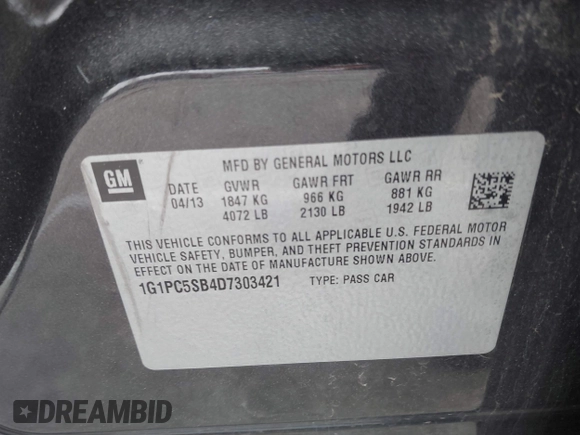 GM
MFD BY GENERAL MOTORS LLC
DATE GVWR GAWR FRT GAWR RR
04/13 1847 KG 966 KG 881 KG
4072 LB 2130 LB 1942 LB
THIS VEHICLE CONFORMS TO ALL APPLICABLE U.S. FEDERAL MOTOR
VEHICLE SAFETY, BUMPER, AND THEFT PREVENTION STANDARDS IN
EFFECT ON THE DATE OF MANUFACTURE SHOWN ABOVE.
1G1PC5SB4D7303421 TYPE: PASS CAR
DREAMBID